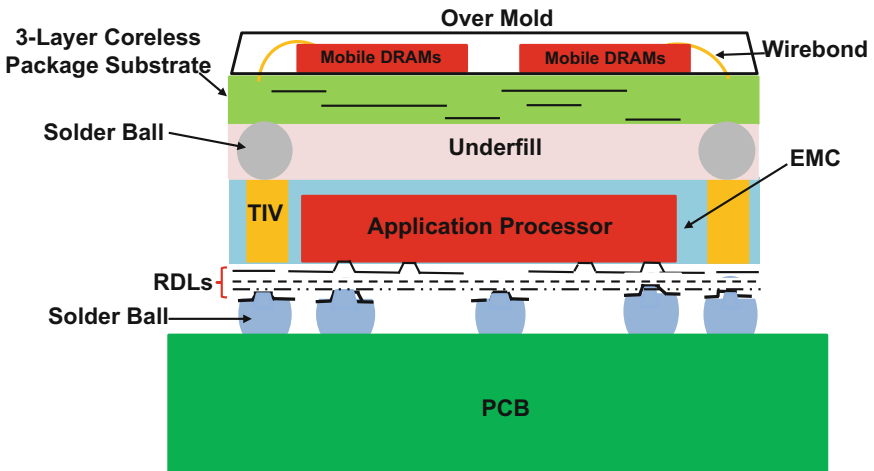 Over Mold
3-Layer Coreless
Package Substrate
Mobile DRAMs
Mobile DRAMs
Wirebond
Solder Ball
Underfill
EMC
TIV
Application Processor
RDLs
Solder Ball
PCB